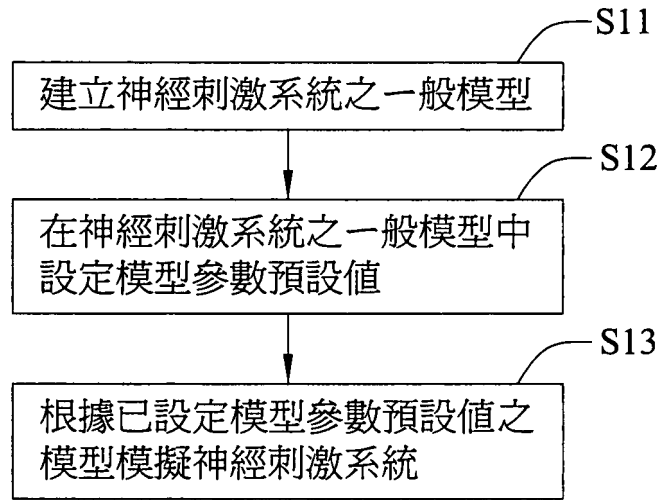 S11
建立神經刺激系統之一般模型
S12
在神經刺激系統之一般模型中
設定模型參數預設值
S13
根據已設定模型參數預設值之
模型模擬神經刺激系統